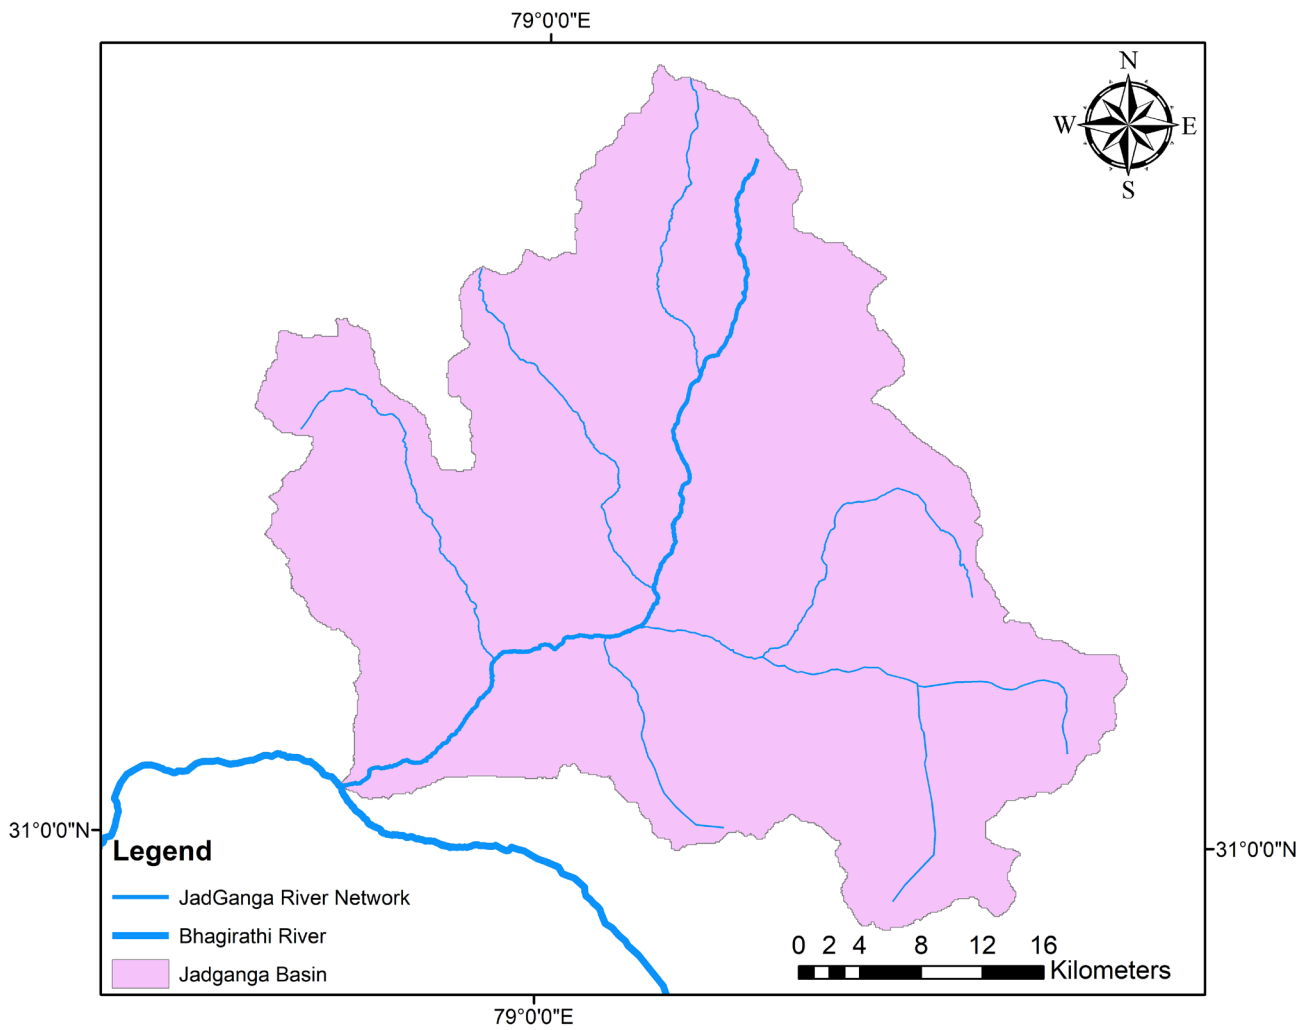 79°0'0"E
N
W E
S
31°0'0"N
31°0'0"N
Legend
JadGanga River Network
Bhagirathi River
Jadganga Basin
0 2 4 8 12 16
Kilometers
79°0'0"E